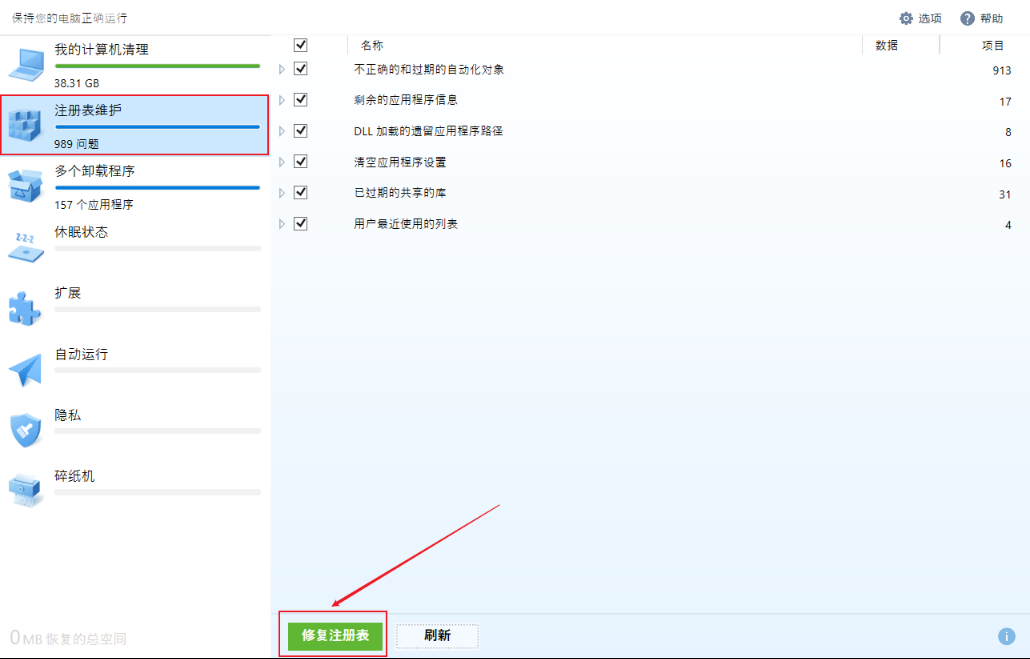 保持您的电脑正确运行
选项
帮助
我的计算机清理
38.31 GB
注册表维护
989 问题
多个卸载程序
157 个应用程序
休眠状态
扩展
自动运行
隐私
碎纸机
0 MB 恢复的总空间
名称 数据 项目
不正确的和过期的自动化对象 913
剩余的应用程序信息 17
DLL 加载的遗留应用程序路径 8
清空应用程序设置 16
已过期的共享的库 31
用户最近使用的列表 4
修复注册表
刷新